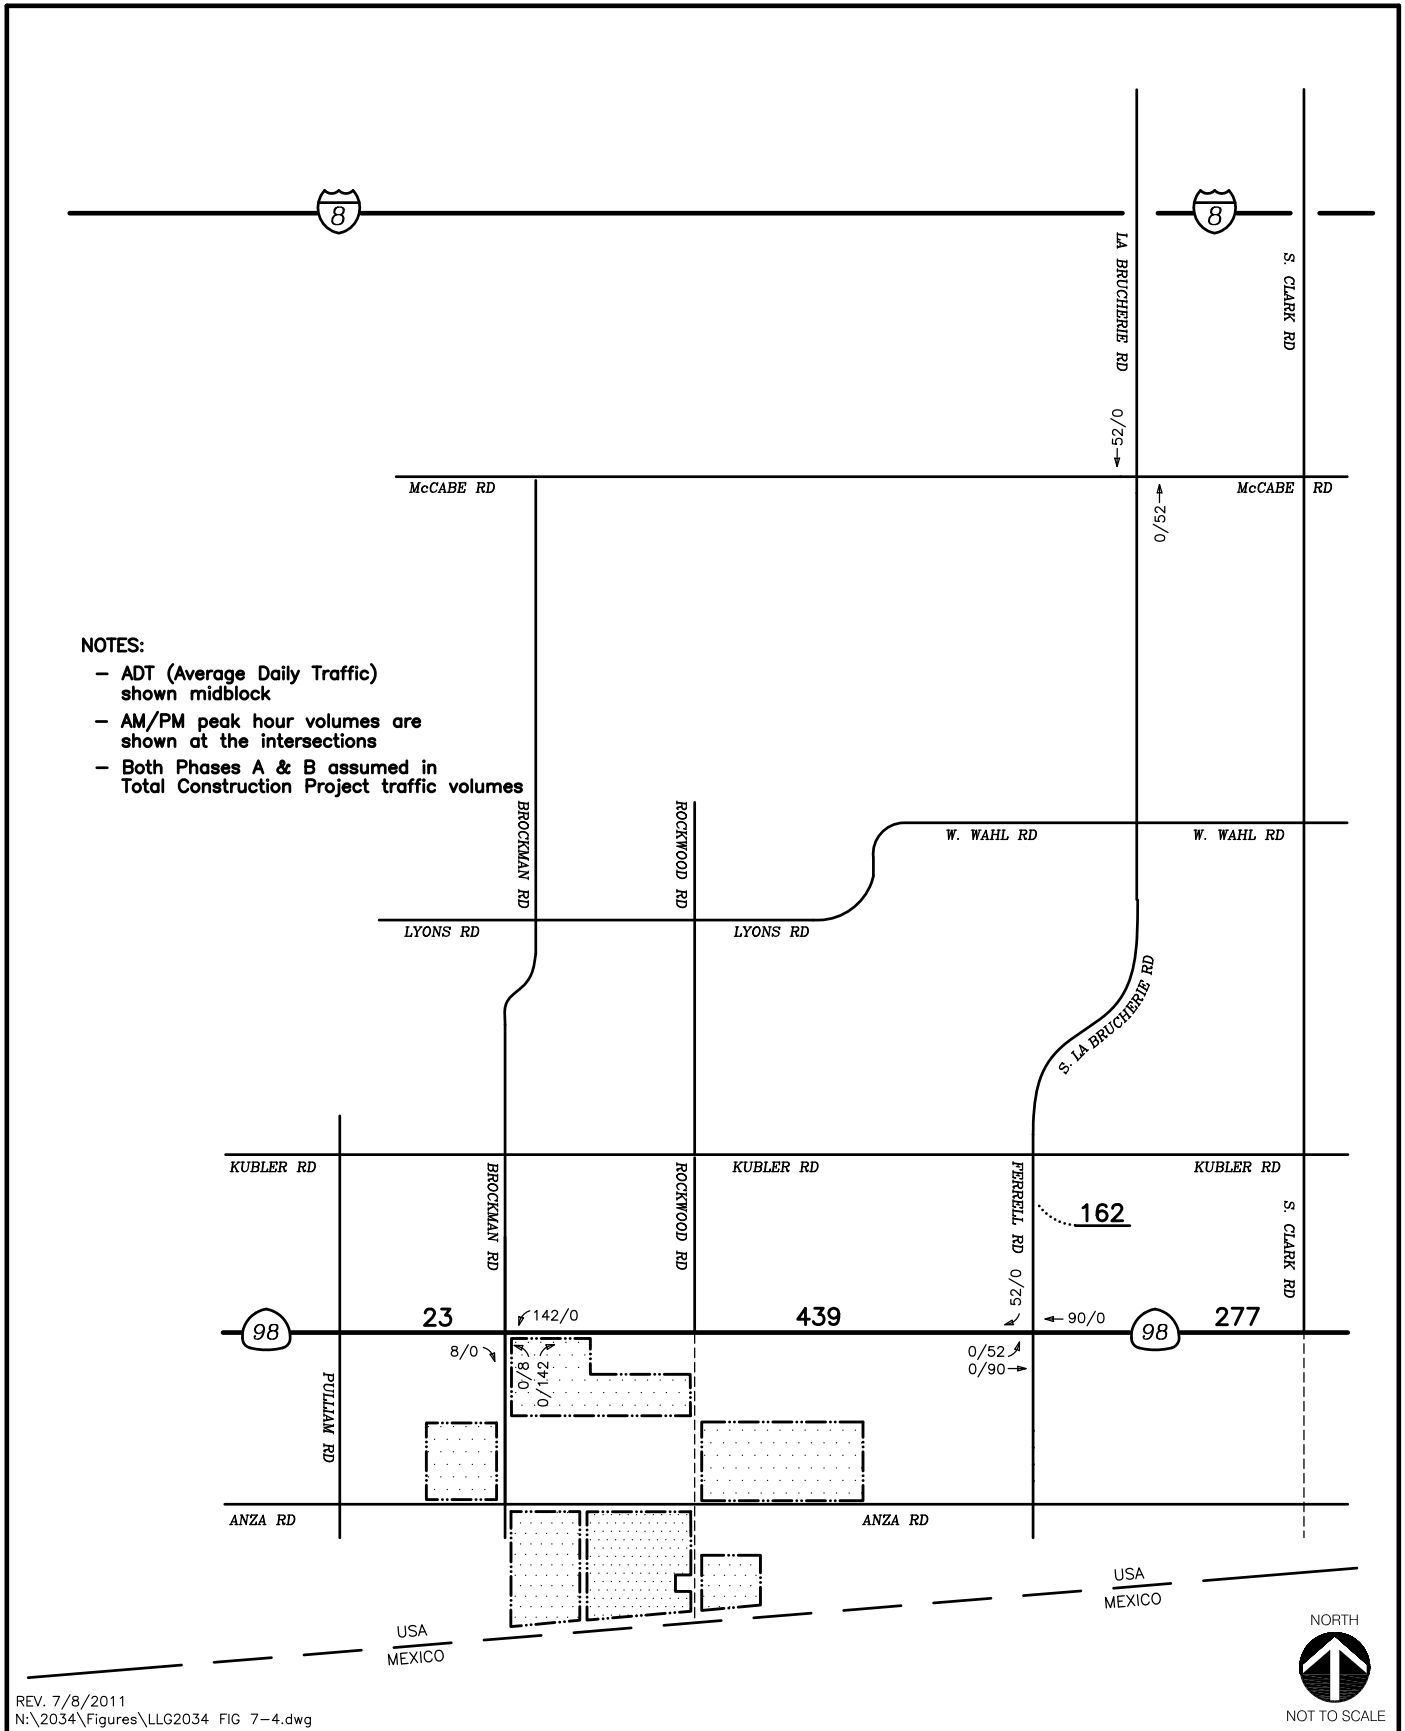 8
8
LA BRUCHERIE RD
S. CLARK RD
52/0
McCABE RD
McCABE RD
0/52
NOTES:
– ADT (Average Daily Traffic)
shown midblock
– AM/PM peak hour volumes are
shown at the intersections
– Both Phases A & B assumed in
Total Construction Project traffic volumes
BROCKMAN RD
ROCKWOOD RD
W. WAHL RD
W. WAHL RD
LYONS RD
LYONS RD
S. LA BRUCHERIE RD
KUBLER RD
KUBLER RD
KUBLER RD
BROCKMAN RD
ROCKWOOD RD
FERRELL RD
162
S. CLARK RD
52/0
98
23
142/0
439
90/0
98
277
8/0
0/8
0/142
0/52
0/90
PULLIAM RD
ANZA RD
ANZA RD
USA
MEXICO
USA
MEXICO
NORTH
NOT TO SCALE
REV. 7/8/2011
N:\2034\Figures\LLG2034 FIG 7-4.dwg